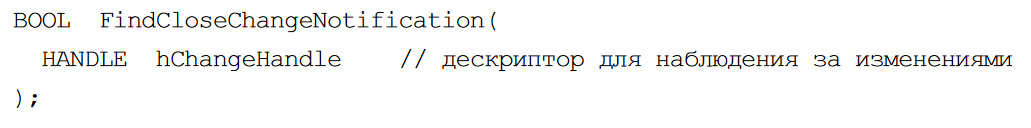 BOOL  FindCloseChangeNotification(
  HANDLE  hChangeHandle    // дескриптор для наблюдения за изменениями
);